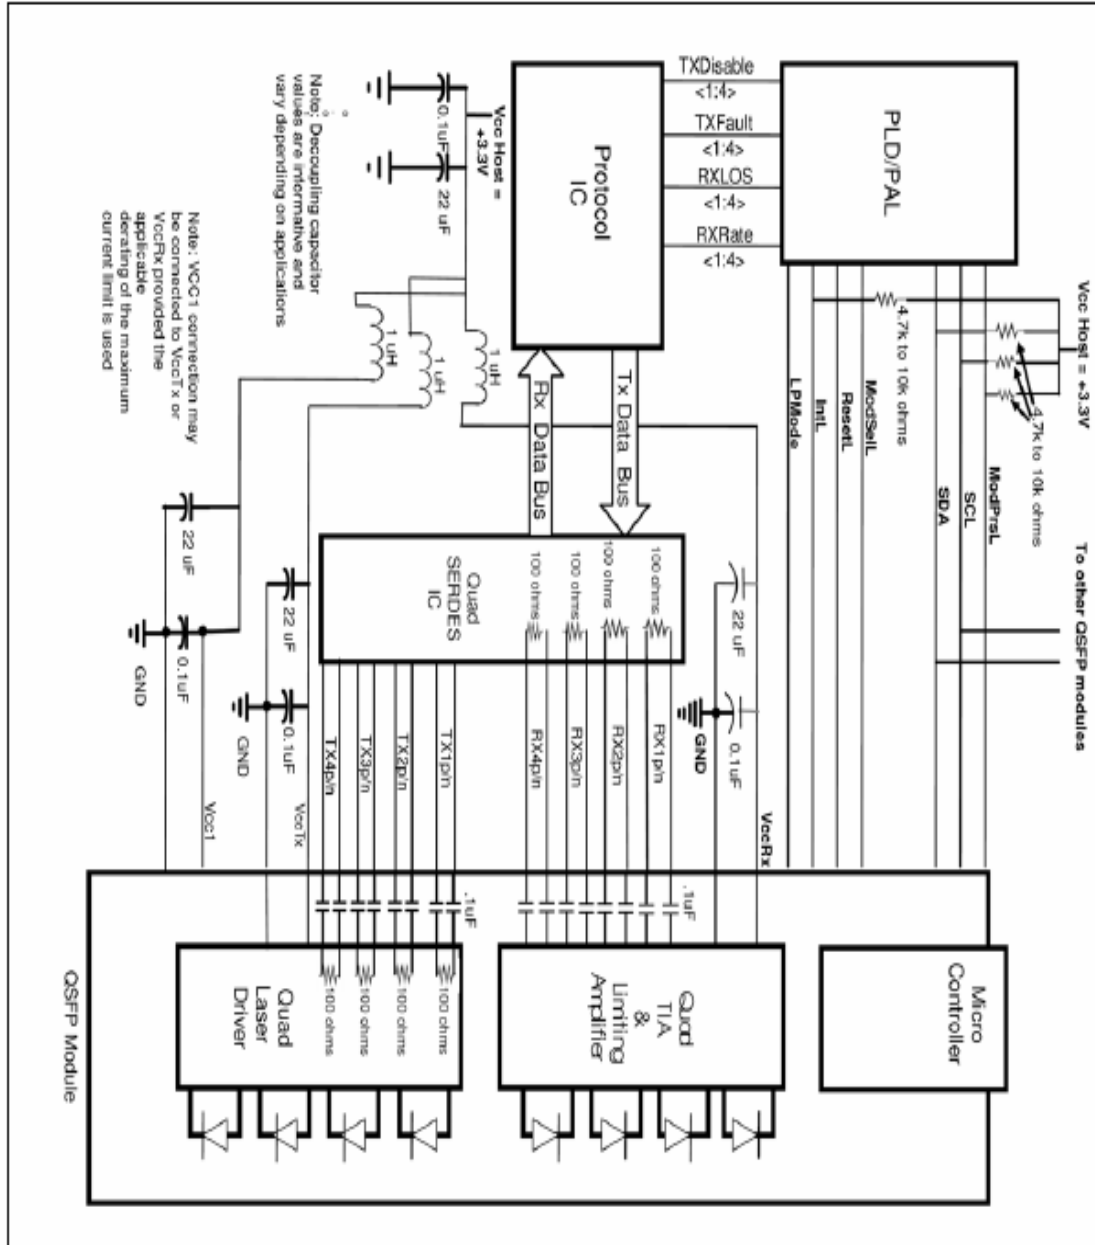 PLD/PAL
TXDisable
<1:4>
TXFault
<1:4>
RXLOS
<1:4>
RXRate
<1:4>
Protocol
IC
Vcc Host = +3.3V
4.7k to 10k ohms
4.7k to 10k ohms
To other QSFP modules
ModPrsL
SCL
SDA
ModSelL
ResetL
IntL
LPMode
Vcc Host =
+3.3V
0.1uF
22 uF
Note: Decoupling capacitor
values are informative and
vary depending on applications
Note: VCC1 connection may
be connected to VccTx or
VccRx provided the
applicable
derating of the maximum
current limit is used
1 uH
1 uH
1 uH
Tx Data Bus
Rx Data Bus
Quad
SERDES
IC
100 ohms
100 ohms
100 ohms
100 ohms
22 uF
0.1uF
GND
VccRx
RX1p/n
RX2p/n
RX3p/n
RX4p/n
TX1p/n
TX2p/n
TX3p/n
TX4p/n
22 uF
0.1uF
GND
VccTx
22 uF
0.1uF
GND
Vcc1
.1uF
.1uF
Micro
Controller
Quad
TIA
&
Limiting
Amplifier
100 ohms
100 ohms
100 ohms
100 ohms
Quad
Laser
Driver
QSFP Module